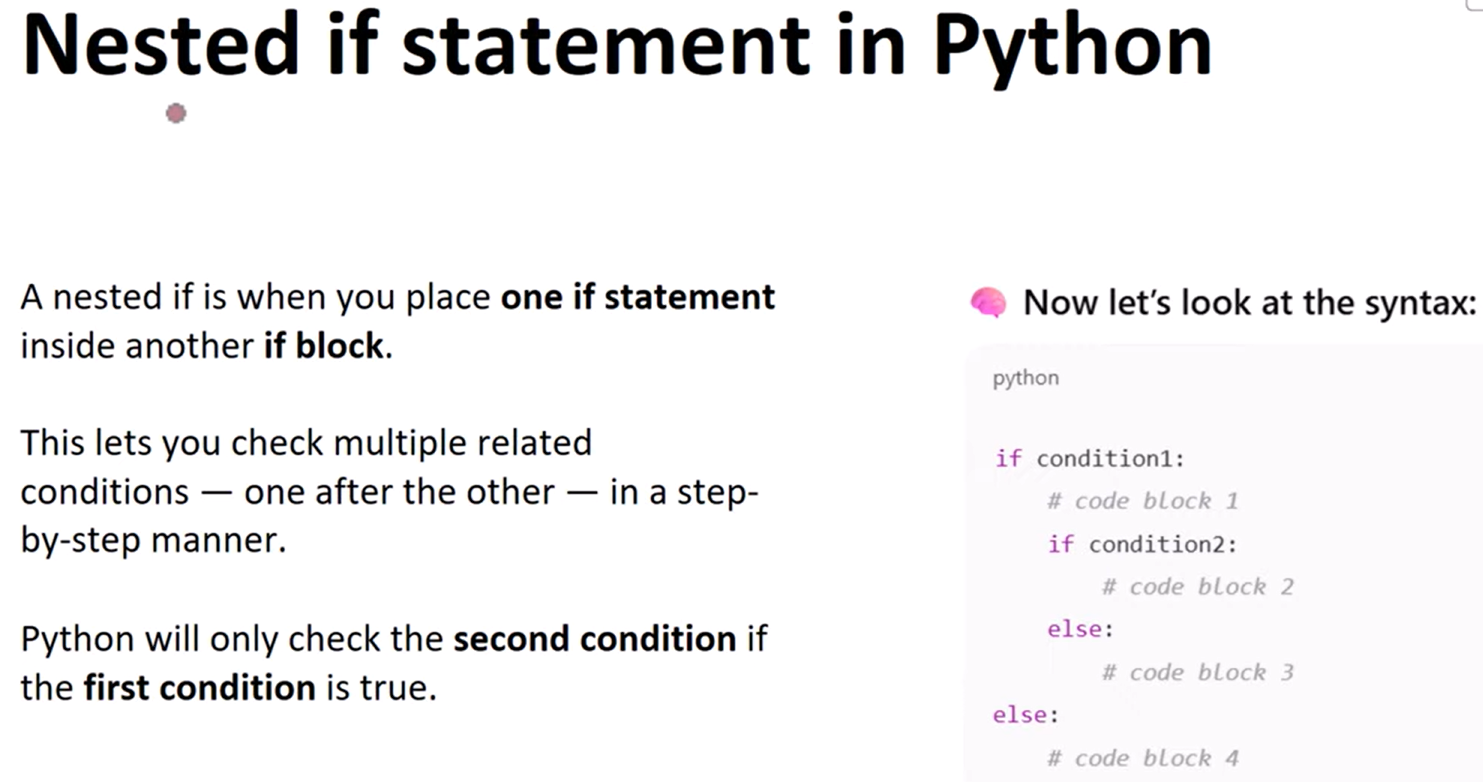 Nested if statement in Python
A nested if is when you place one if statement
inside another if block.
This lets you check multiple related
conditions — one after the other — in a step-
by-step manner.
Python will only check the second condition if
the first condition is true.
Now let's look at the syntax:
python
if condition1:
    # code block 1
    if condition2:
        # code block 2
    else:
        # code block 3
else:
    # code block 4